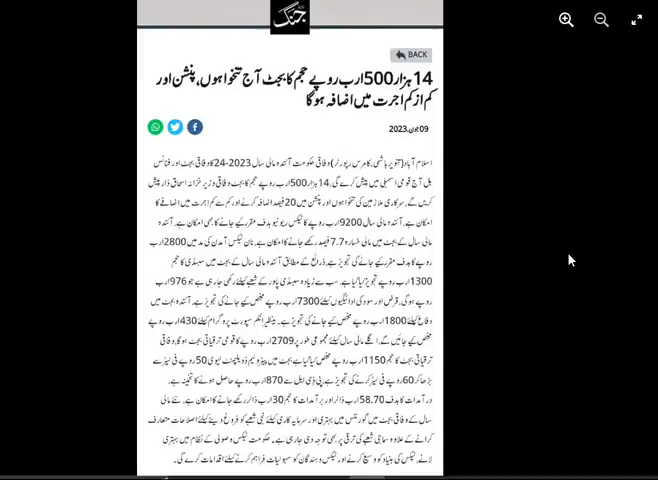 جنگ
BACK
14 ہزار 500 ارب روپے حجم کا بجٹ آج تنخواہوں، پنشن اور
کم از کم اجرت میں اضافہ ہوگا
09 جون، 2023
اسلام آباد (تنویر ہاشمی، کامرس رپورٹر) وفاقی حکومت آئندہ مالی سال 2023-24 کا وفاقی بجٹ اور فنانس
بل آج قومی اسمبلی میں پیش کرے گی، 14 ہزار 500 ارب روپے حجم کا بجٹ وفاقی وزیر خزانہ اسحاق ڈار پیش
کریں گے، سرکاری ملازمین کی تنخواہوں اور پنشن میں 20 فیصد اضافہ کرنے اور کم سے کم اجرت میں اضافے کا
امکان ہے، آئندہ مالی سال 9200 ارب روپے کا ٹیکس ریونیو ہدف مقرر کیے جانے کا بھی امکان ہے، آئندہ
مالی سال کے بجٹ میں مالی خسارہ 7.7 فیصد رکھے جانے کا امکان ہے، نان ٹیکس آمدن کی مد میں 2800 ارب
روپے کا ہدف مقرر کیے جانے کی تجویز ہے، ذرائع کے مطابق آئندہ مالی سال کے بجٹ میں سبسڈی کا حجم
1300 ارب روپے تجویز کیا گیا ہے، سب سے زیادہ سبسڈی پاور کے شعبے کیلئے رکھی جارہی ہے جو 976 ارب
روپے ہوگی، قرض اور سود کی ادائیگیوں کیلئے 7300 ارب روپے مختص کیے جانے کی تجویز ہے، آئندہ بجٹ میں
دفاع کیلئے 1800 ارب روپے مختص کیے جانے کی تجویز ہے، بینظیر انکم سپورٹ پروگرام کیلئے 430 ارب روپے
مختص کیے جائیں گے، اگلے مالی سال کیلئے مجموعی طور پر 2709 ارب روپے کا قومی ترقیاتی بجٹ ہوگا، وفاقی
ترقیاتی بجٹ کا حجم 1150 ارب روپے مختص کیا گیا ہے بجٹ میں پیٹرولیم ڈویلپمنٹ لیوی 50 روپے فی لیٹر سے
بڑھا کر 60 روپے فی لیٹر کرنے کی تجویز ہے، پی ڈی ایل سے 870 ارب روپے حاصل ہونے کا تخمینہ ہے،
درآمدات کا ہدف 58.70 ارب ڈالر اور برآمدات کا حجم 30 ارب ڈالر رکھے جانے کا امکان ہے، نئے مالی
سال کے وفاقی بجٹ میں گورننس میں بہتری اور سرمایہ کاری کیلئے نجی شعبے کو فروغ دینے کیلئے اصلاحات متعارف
کرانے کے علاوہ سماجی شعبے کی ترقی پر بھی توجہ دی جارہی ہے۔ حکومت ٹیکس وصولی کے نظام میں بہتری
لانے، ٹیکس کی بنیاد کو وسیع کرنے اور ٹیکس دہندگان کو سہولیات فراہم کرنے کیلئے اقدامات کرے گی۔